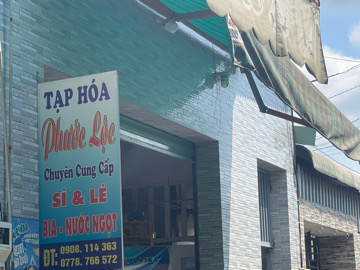 TẠP HÓA
Phước Lộc
Chuyên Cung Cấp
SỈ & LẺ
BIA - NƯỚC NGỌT
ĐT: 0908. 114 363
0778. 766 572